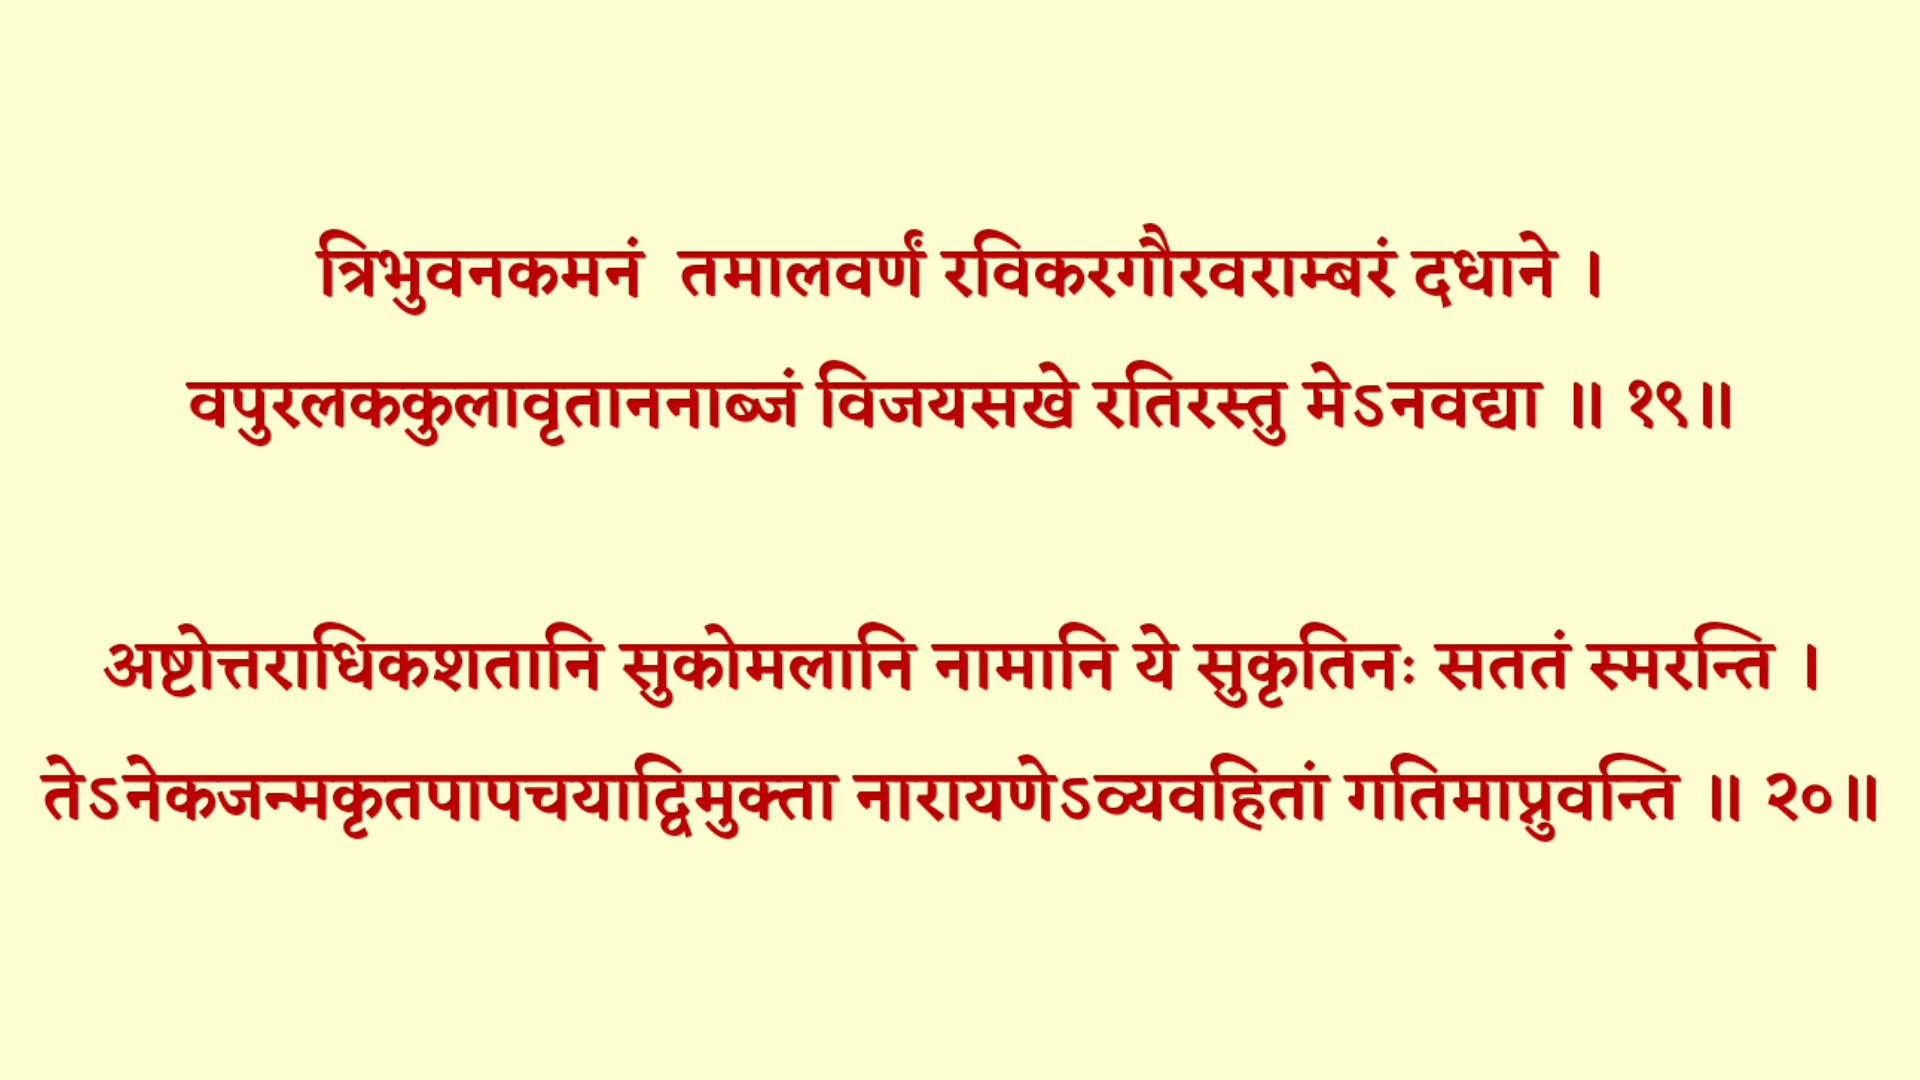 त्रिभुवनकमनं तमालवर्णं रविकरगौरवराम्बरं दधाने ।
वपुरलककुलावृताननाब्जं विजयसखे रतिरस्तु मेऽनवद्या ॥ १९॥
अष्टोत्तराधिकशतानि सुकोमलानि नामानि ये सुकृतिनः सततं स्मरन्ति ।
तेऽनेकजन्मकृतपापचयाद्विमुक्ता नारायणेऽव्यवहितां गतिमाप्नुवन्ति ॥ २०॥